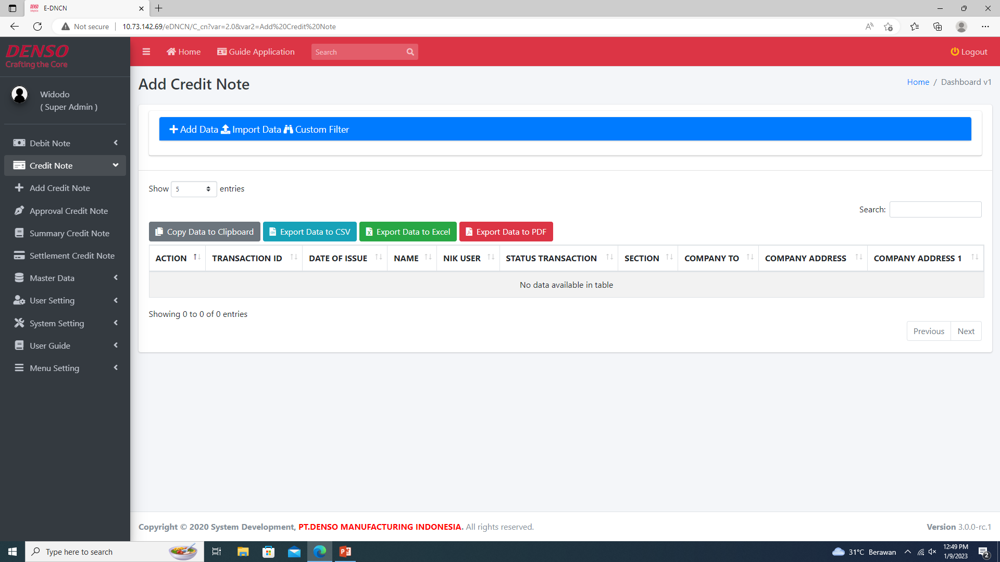 E-DNCN
Not secure
10.73.142.69/eDNCN/C_cn?var=2.0&var2=Add%20Credit%20Note
DENSO
Crafting the Core
Home
Guide Application
Search
Logout
Widodo
( Super Admin )
Add Credit Note
Home / Dashboard v1
Debit Note
Credit Note
Add Credit Note
Approval Credit Note
Summary Credit Note
Settlement Credit Note
Master Data
User Setting
System Setting
User Guide
Menu Setting
Add Data Import Data Custom Filter
Show 5 entries
Search:
Copy Data to Clipboard
Export Data to CSV
Export Data to Excel
Export Data to PDF
ACTION TRANSACTION ID DATE OF ISSUE NAME NIK USER STATUS TRANSACTION SECTION COMPANY TO COMPANY ADDRESS COMPANY ADDRESS 1
No data available in table
Showing 0 to 0 of 0 entries
Previous Next
Copyright © 2020 System Development, PT.DENSO MANUFACTURING INDONESIA. All rights reserved.
Version 3.0.0-rc.1
Type here to search
31°C Berawan
12:49 PM
1/9/2023
2